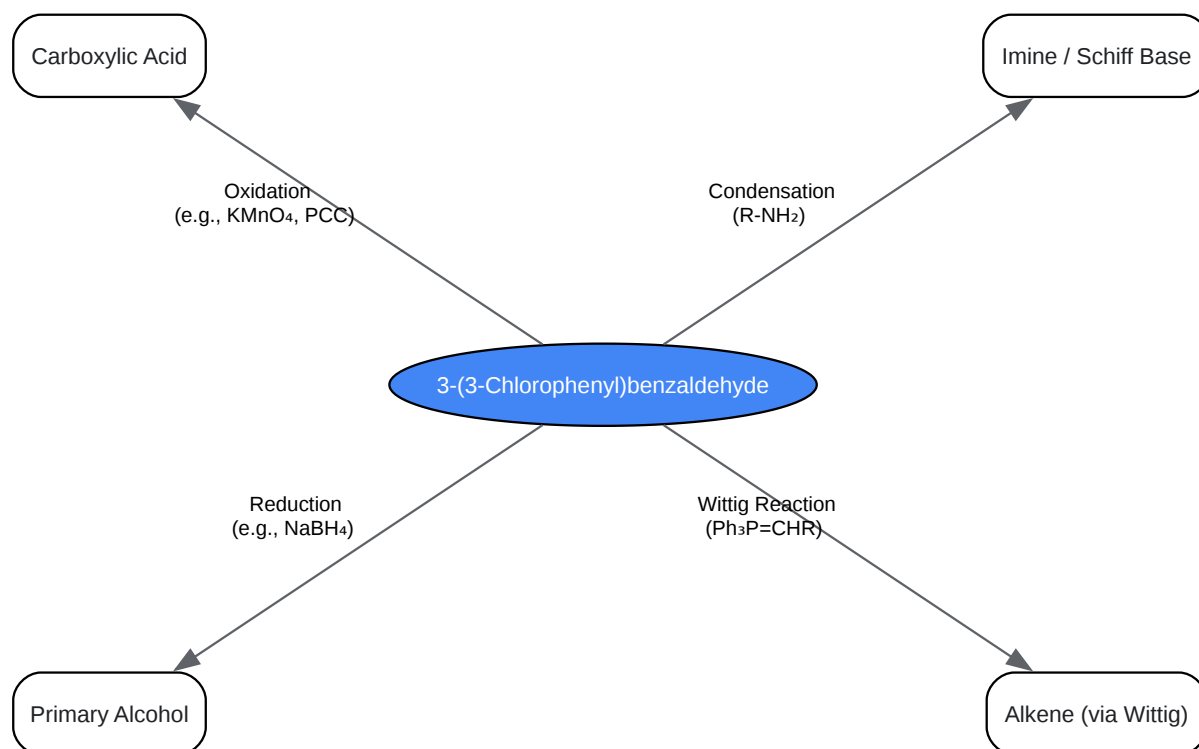 Carboxylic Acid
Imine / Schiff Base
Oxidation
(e.g., KMnO₄, PCC)
Condensation
(R-NH₂)
3-(3-Chlorophenyl)benzaldehyde
Reduction
(e.g., NaBH₄)
Wittig Reaction
(Ph₃P=CHR)
Primary Alcohol
Alkene (via Wittig)